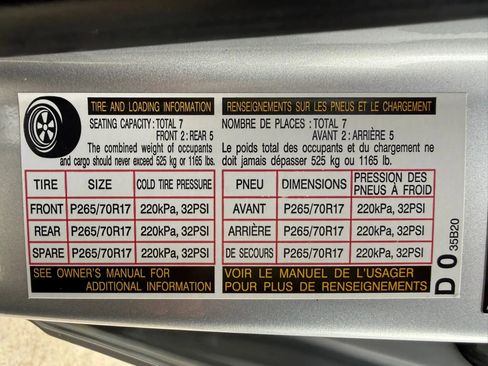 TIRE AND LOADING INFORMATION
SEATING CAPACITY: TOTAL 7
FRONT 2: REAR 5
The combined weight of occupants
and cargo should never exceed 525 kg or 1165 lbs.
TIRE SIZE COLD TIRE PRESSURE
FRONT P265/70R17 220kPa, 32PSI
REAR P265/70R17 220kPa, 32PSI
SPARE P265/70R17 220kPa, 32PSI
SEE OWNER'S MANUAL FOR
ADDITIONAL INFORMATION
RENSEIGNEMENTS SUR LES PNEUS ET LE CHARGEMENT
NOMBRE DE PLACES: TOTAL 7
AVANT 2: ARRIÈRE 5
Le poids total des occupants et du chargement ne
doit jamais dépasser 525 kg ou 1165 lb.
PNEU DIMENSIONS PRESSION DES
PNEUS À FROID
AVANT P265/70R17 220kPa, 32PSI
ARRIÈRE P265/70R17 220kPa, 32PSI
DE SECOURS P265/70R17 220kPa, 32PSI
VOIR LE MANUEL DE L'USAGER
POUR PLUS DE RENSEIGNEMENTS
D 0 35B20